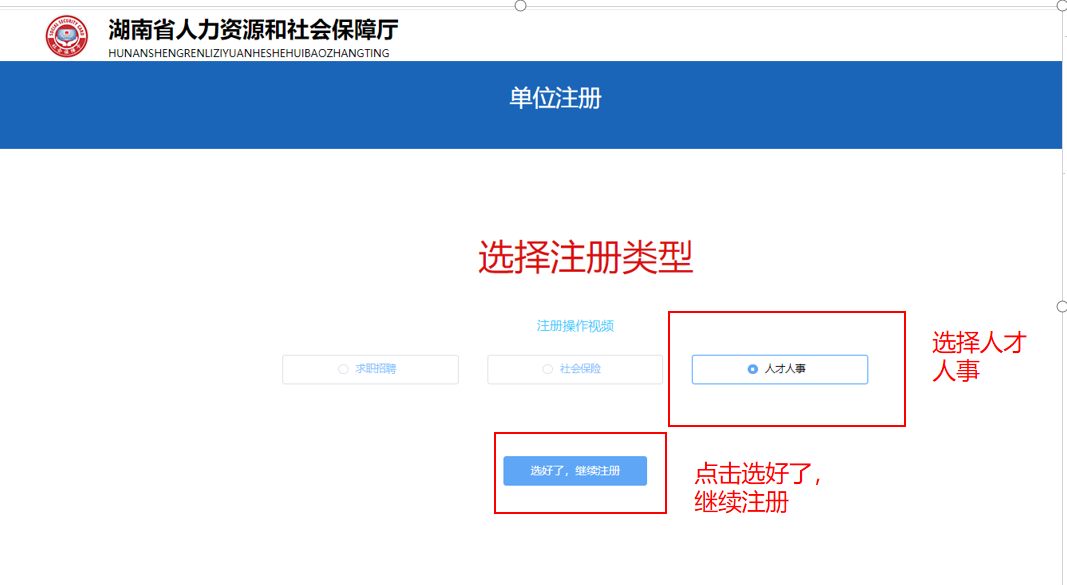 湖南省人力资源和社会保障厅
HUNANSHENGRENLIZIYUANHESHEHUIBAOZHANGTING
单位注册
选择注册类型
注册操作视频
求职招聘
社会保险
人才人事
选择人才
人事
选好了，继续注册
点击选好了，
继续注册